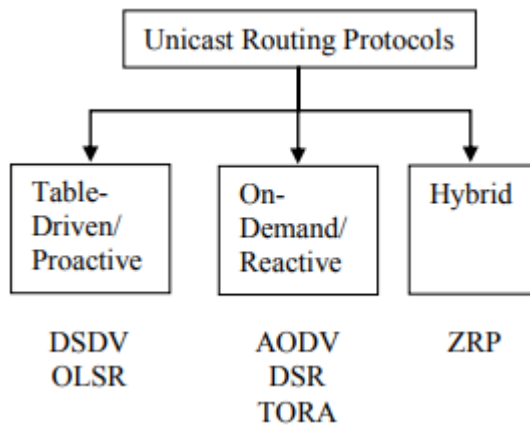 Unicast Routing Protocols
Table-
Driven/
Proactive
On-
Demand/
Reactive
Hybrid
DSDV
OLSR
AODV
DSR
TORA
ZRP